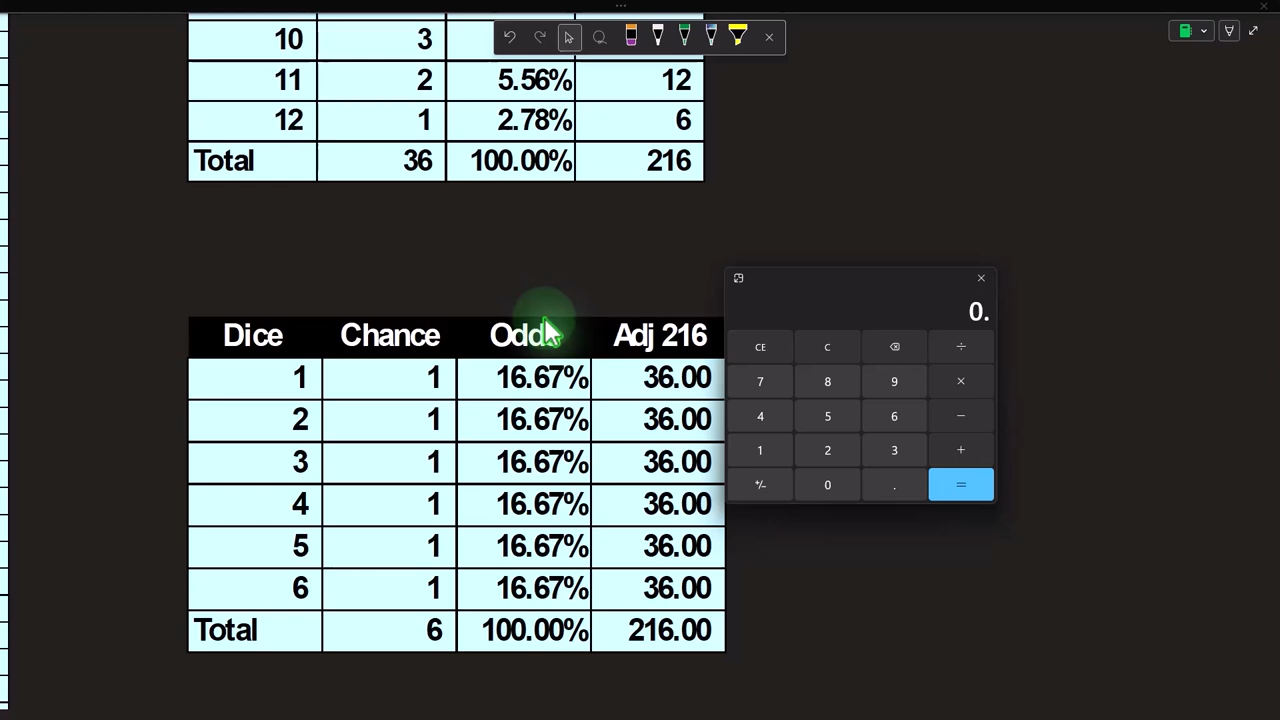 10 3
11 2 5.56% 12
12 1 2.78% 6
Total 36 100.00% 216
Dice Chance Odds Adj 216
1 1 16.67% 36.00
2 1 16.67% 36.00
3 1 16.67% 36.00
4 1 16.67% 36.00
5 1 16.67% 36.00
6 1 16.67% 36.00
Total 6 100.00% 216.00
0.
CE C ÷
7 8 9 ×
4 5 6 −
1 2 3 +
+/− 0 . =